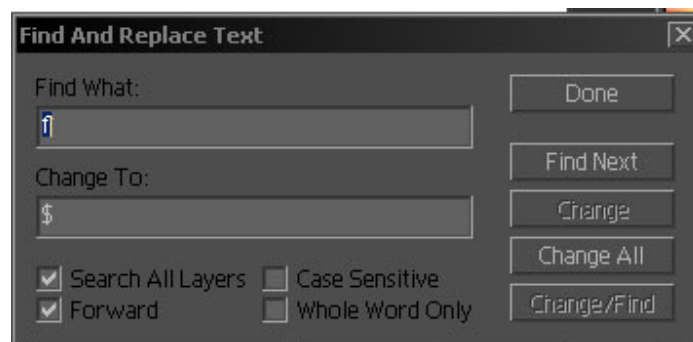 Find And Replace Text
Find What:
f
Change To:
$
Search All Layers
Case Sensitive
Forward
Whole Word Only
Done
Find Next
Change
Change All
Change/Find